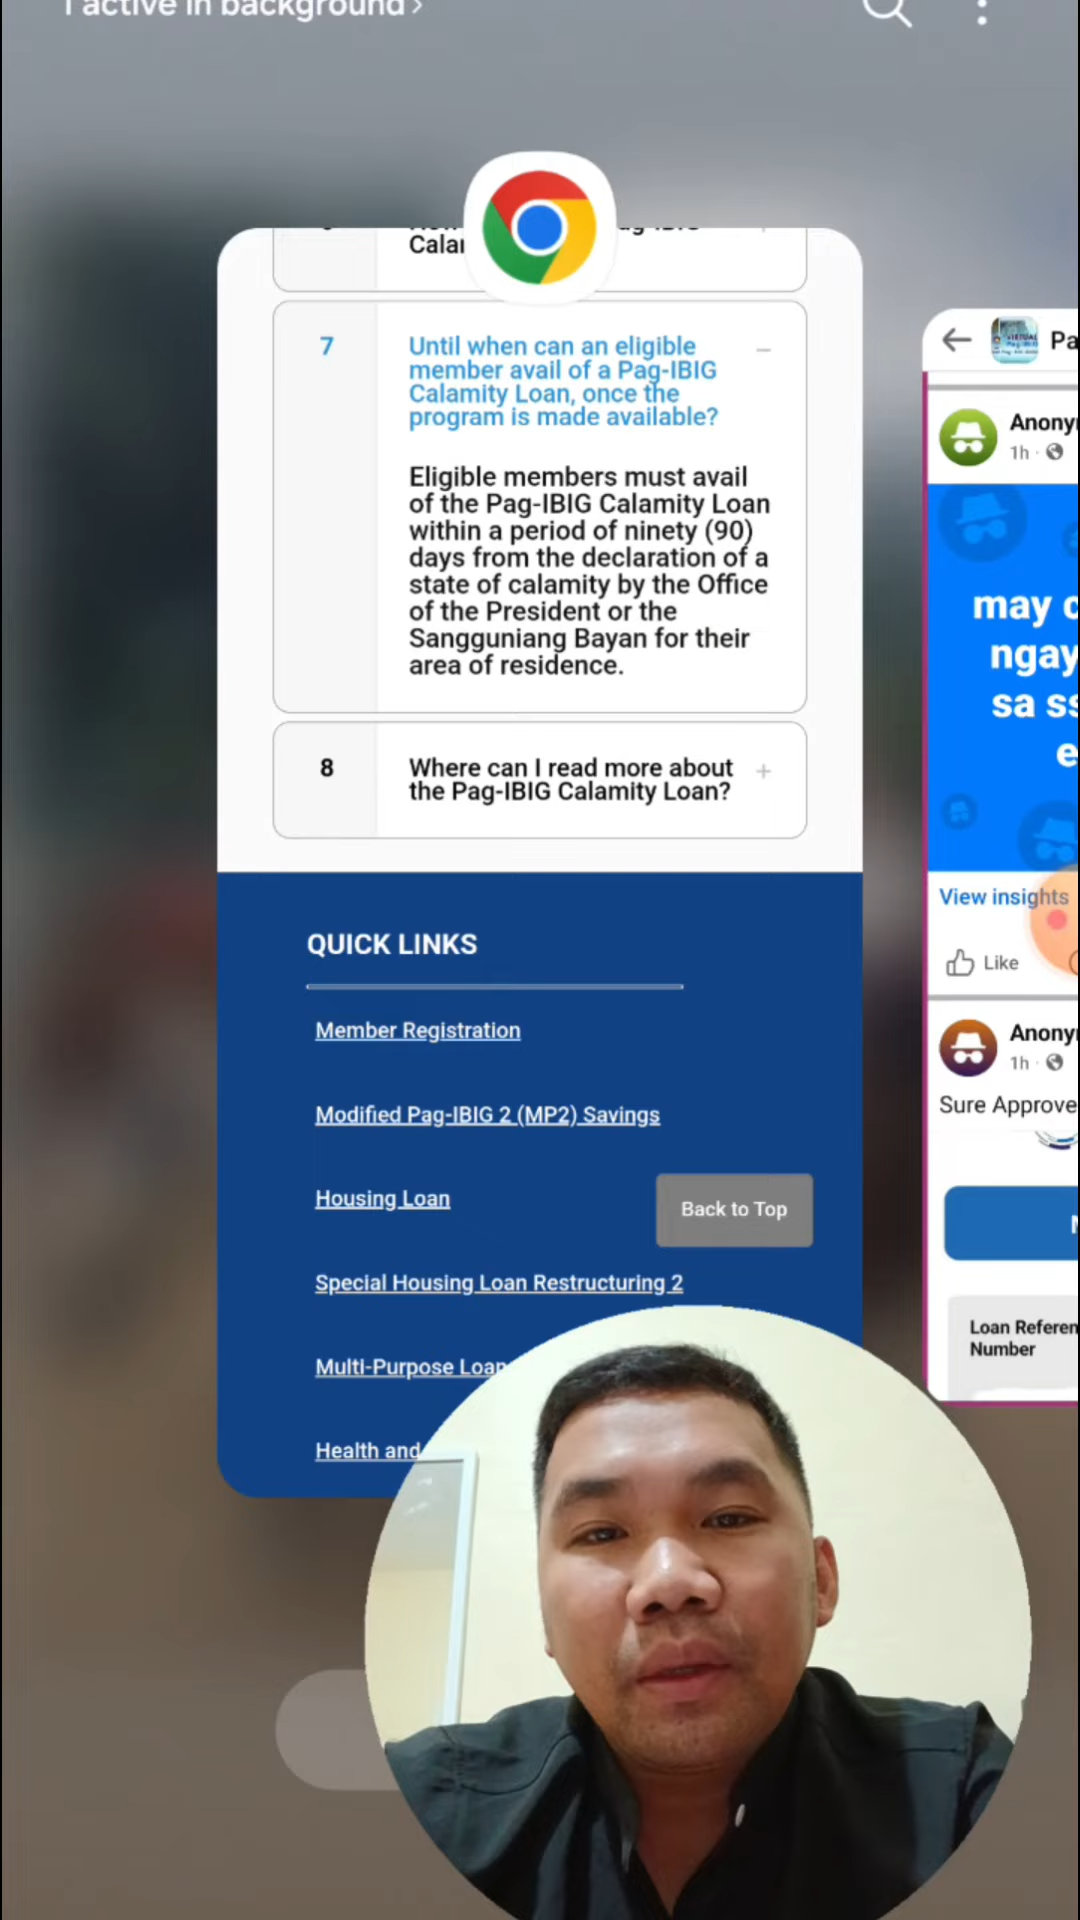 1 active in background >
Calam
7
Until when can an eligible
member avail of a Pag-IBIG
Calamity Loan, once the
program is made available?
Eligible members must avail
of the Pag-IBIG Calamity Loan
within a period of ninety (90)
days from the declaration of a
state of calamity by the Office
of the President or the
Sangguniang Bayan for their
area of residence.
8
Where can I read more about
the Pag-IBIG Calamity Loan?
QUICK LINKS
Member Registration
Modified Pag-IBIG 2 (MP2) Savings
Housing Loan
Back to Top
Special Housing Loan Restructuring 2
Multi-Purpose Loan
Health and
Pa
Anony
1h
may c
ngay
sa ss
e
View insights
Like
Anony
1h
Sure Approve
Loan Referen
Number